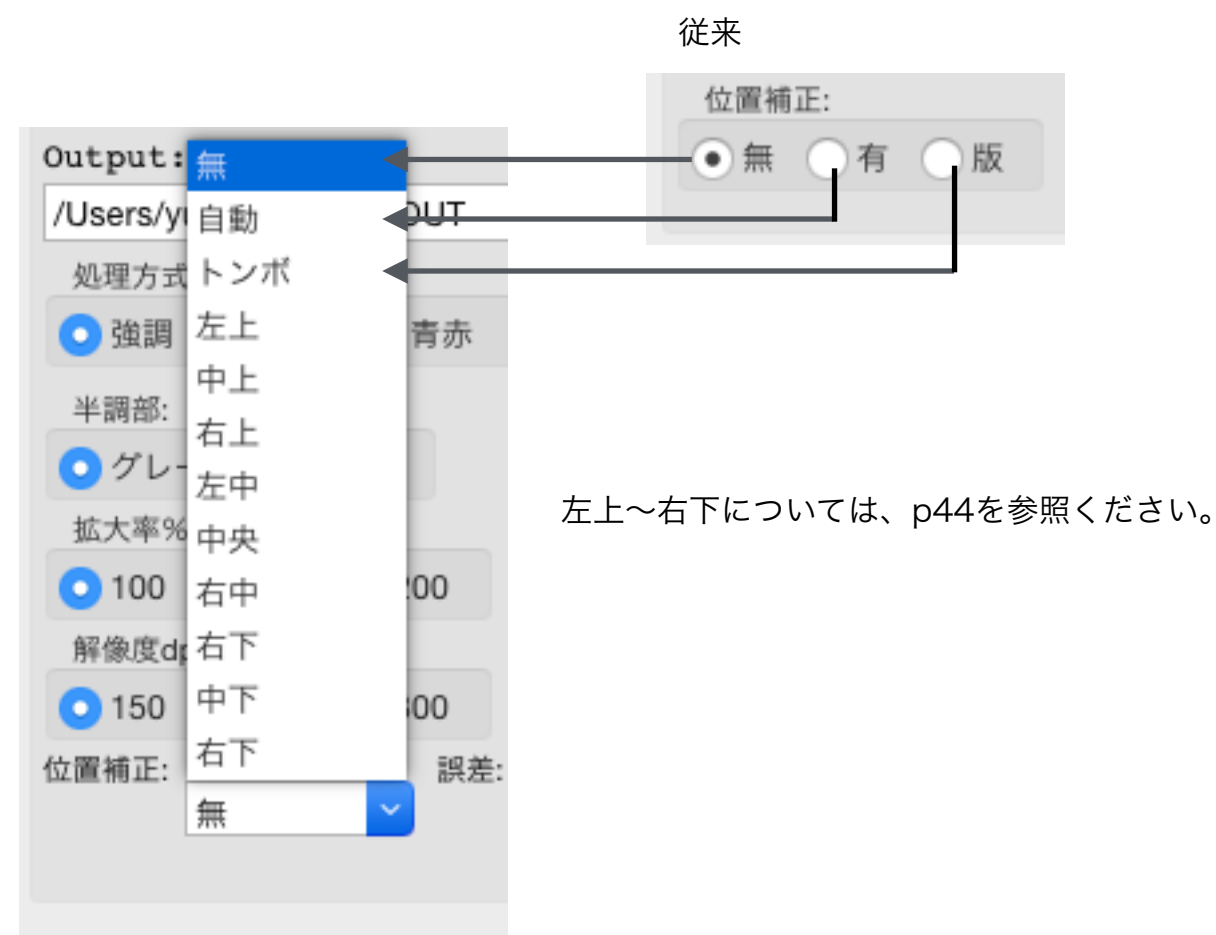 従来
位置補正:
無 有 版
Output:
無
/Users/y
OUT
自動
処理方式
トンボ
強調
左上
青赤
中上
半調部:
右上
グレー
左中
拡大率%
中央
100
右中
200
解像度dp
右下
150
中下
300
右下
位置補正:
誤差:
無
左上〜右下については、p44を参照ください。